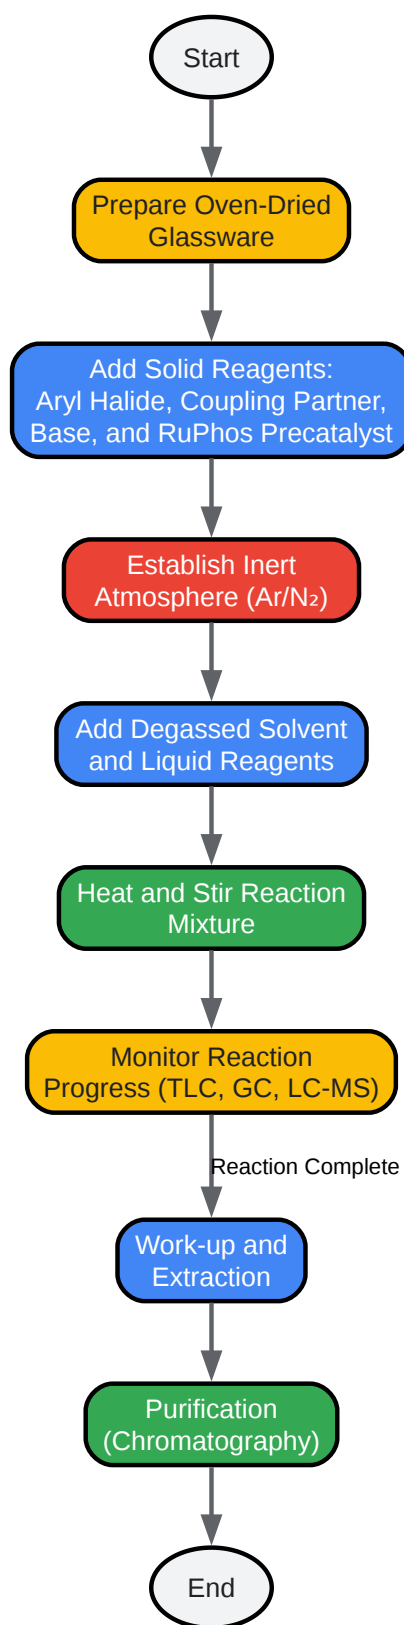 Start
Prepare Oven-Dried
Glassware
Add Solid Reagents:
Aryl Halide, Coupling Partner,
Base, and RuPhos Precatalyst
Establish Inert
Atmosphere (Ar/N₂)
Add Degassed Solvent
and Liquid Reagents
Heat and Stir Reaction
Mixture
Monitor Reaction
Progress (TLC, GC, LC-MS)
Reaction Complete
Work-up and
Extraction
Purification
(Chromatography)
End